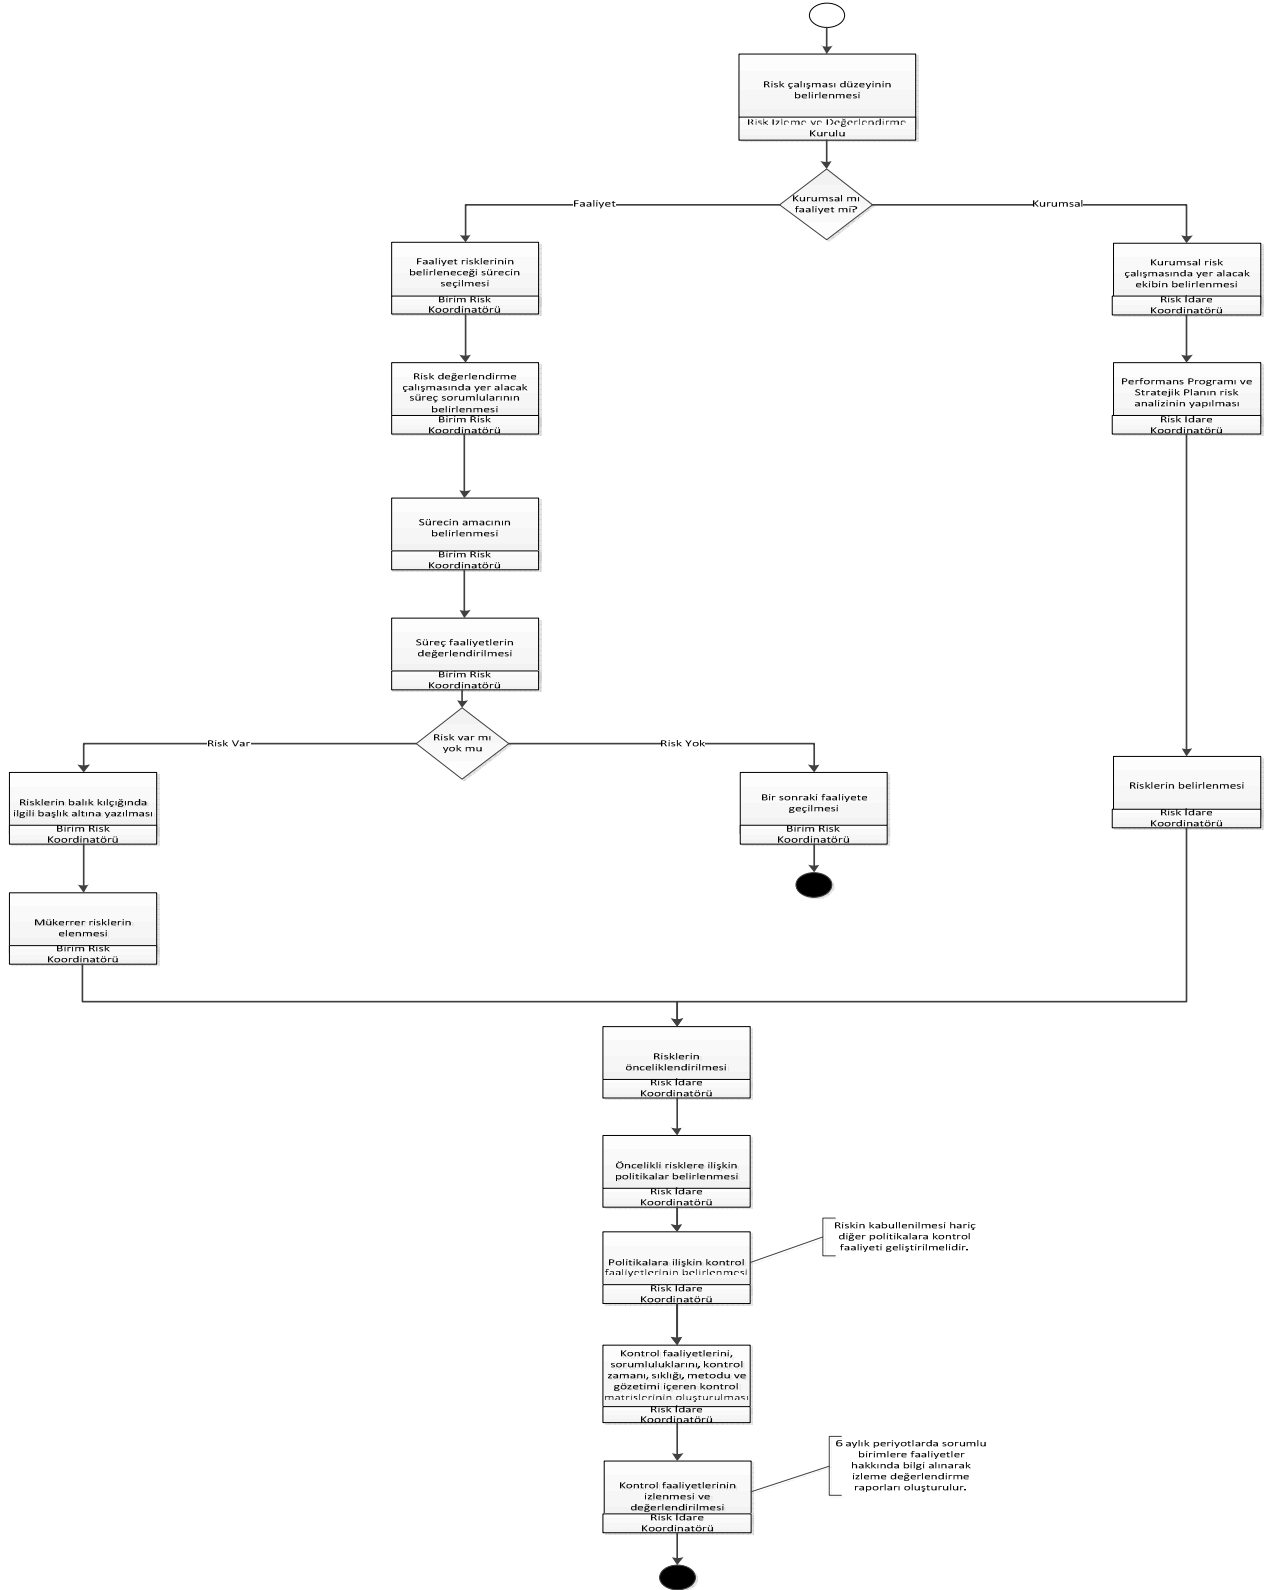 Risk çalışması düzeyinin
belirlenmesi
Risk İzleme ve Değerlendirme
Kurulu
Kurumsal mı
faaliyet mi?
Faaliyet
Kurumsal
Faaliyet risklerinin
belirleneceği sürecin
seçilmesi
Birim Risk
Koordinatörü
Kurumsal risk
çalışmasında yer alacak
ekibin belirlenmesi
Risk İdare
Koordinatörü
Risk değerlendirme
çalışmasında yer alacak
süreç sorumlularının
belirlenmesi
Birim Risk
Koordinatörü
Performans Programı ve
Stratejik Planın risk
analizinin yapılması
Risk İdare
Koordinatörü
Sürecin amacının
belirlenmesi
Birim Risk
Koordinatörü
Süreç faaliyetlerin
değerlendirilmesi
Birim Risk
Koordinatörü
Risk var mı
yok mu
Risk Var
Risk Yok
Risklerin balık kılçığında
ilgili başlık altına yazılması
Birim Risk
Koordinatörü
Bir sonraki faaliyete
geçilmesi
Birim Risk
Koordinatörü
Risklerin belirlenmesi
Risk İdare
Koordinatörü
Mükerrer risklerin
elenmesi
Birim Risk
Koordinatörü
Risklerin
önceliklendirilmesi
Risk İdare
Koordinatörü
Öncelikli risklere ilişkin
politikalar belirlenmesi
Risk İdare
Koordinatörü
Politikalara ilişkin kontrol
faaliyetlerinin belirlenmesi
Risk İdare
Koordinatörü
Riskin kabullenilmesi hariç
diğer politikalara kontrol
faaliyeti geliştirilmelidir.
Kontrol faaliyetlerini,
sorumluluklarını, kontrol
zamanı, sıklığı, metodu ve
gözetimi içeren kontrol
matrislerinin oluşturulması
Risk İdare
Koordinatörü
Kontrol faaliyetlerinin
izlenmesi ve
değerlendirilmesi
Risk İdare
Koordinatörü
6 aylık periyotlarda sorumlu
birimlere faaliyetler
hakkında bilgi alınarak
izleme değerlendirme
raporları oluşturulur.